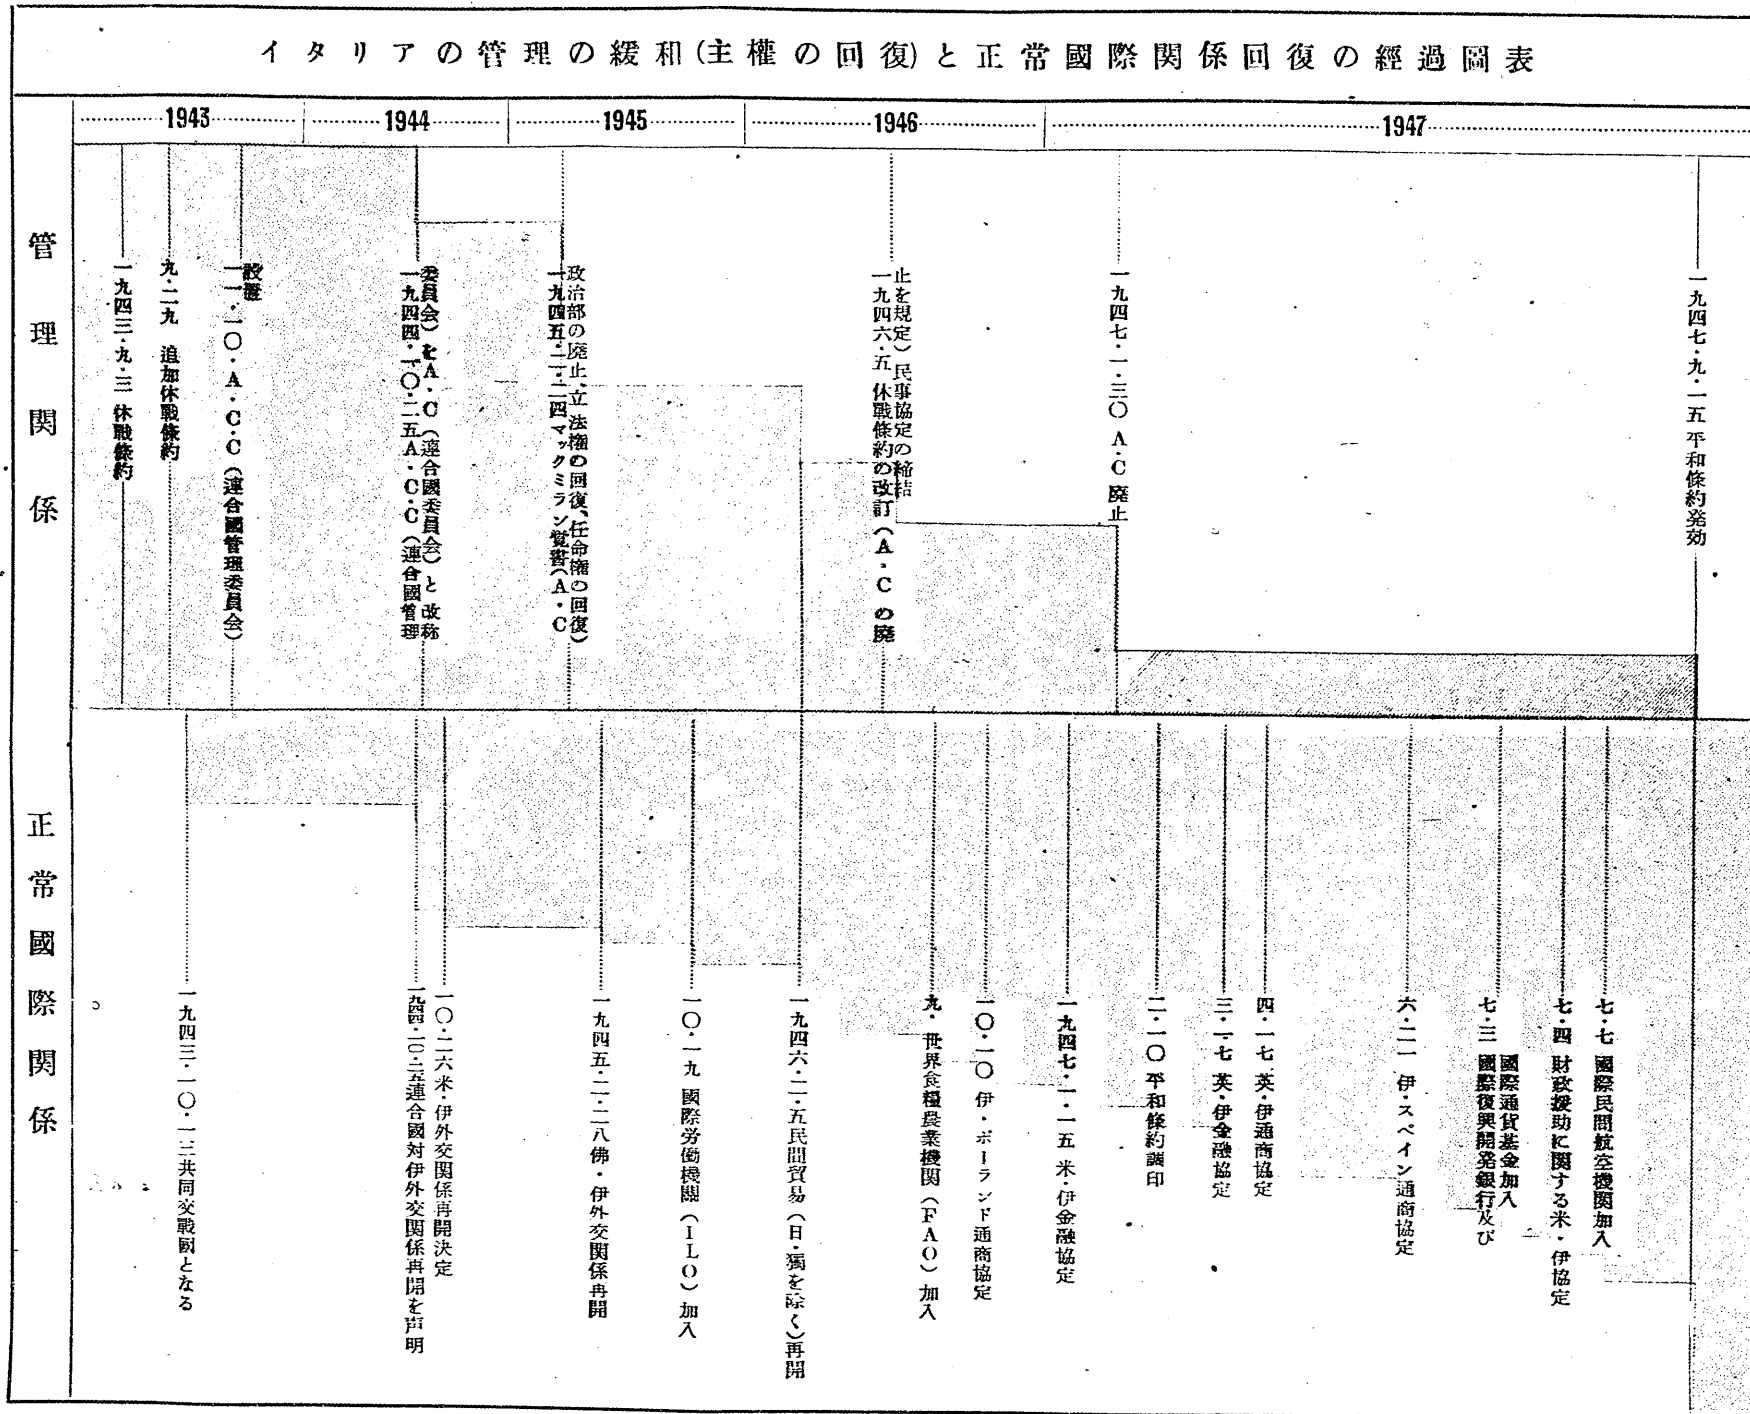 イタリアの管理の緩和(主權の回復)と正常國際関係回復の經過圖表
1943
1944
1945
1946
1947
管理関係
一九四三・九・三 休戰條約
九・二九 追加休戰條約
一一・一〇・A・C・C(連合國管理委員会)
設置
一九四四・一〇・二五A・C・C(連合國管理
委員会)をA・C(連合國委員会)と改称
一九四五・二・二四マックミラン覚書(A・C
政治部の廃止、立法権の回復、任命権の回復)
一九四六・五 休戰條約の改訂(A・Cの廃
止を規定)民事協定の締結
一九四七・一・三〇 A・C 廃止
一九四七・九・一五 平和條約発効
正常國際関係
一九四三・一〇・一三共同交戰國となる
一九四四・一〇・二五連合國対伊外交関係再開を声明
一〇・二六米・伊外交関係再開決定
一九四五・二・二八佛・伊外交関係再開
一〇・一九 國際労働機關(ILO)加入
一九四六・二・五民間貿易(日・獨を除く)再開
九・ 世界食糧農業機関(FAO)加入
一〇・一〇 伊・ポーランド通商協定
一九四七・一・一五 米・伊金融協定
二・一〇 平和條約調印
三・一七 英・伊金融協定
四・一七 英・伊通商協定
六・二一 伊・スペイン通商協定
七・三 國際復興開発銀行及び
國際通貨基金加入
七・四 財政援助に関する米・伊協定
七・七 國際民間航空機関加入